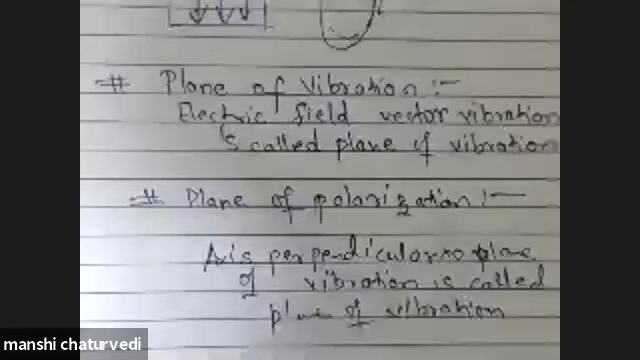 # Plane of Vibration :-
Electric field vector vibration
is called plane of vibration
# Plane of polarization :-
Axis perpendicular to plane
of vibration is called
plane of vibration
manshi chaturvedi